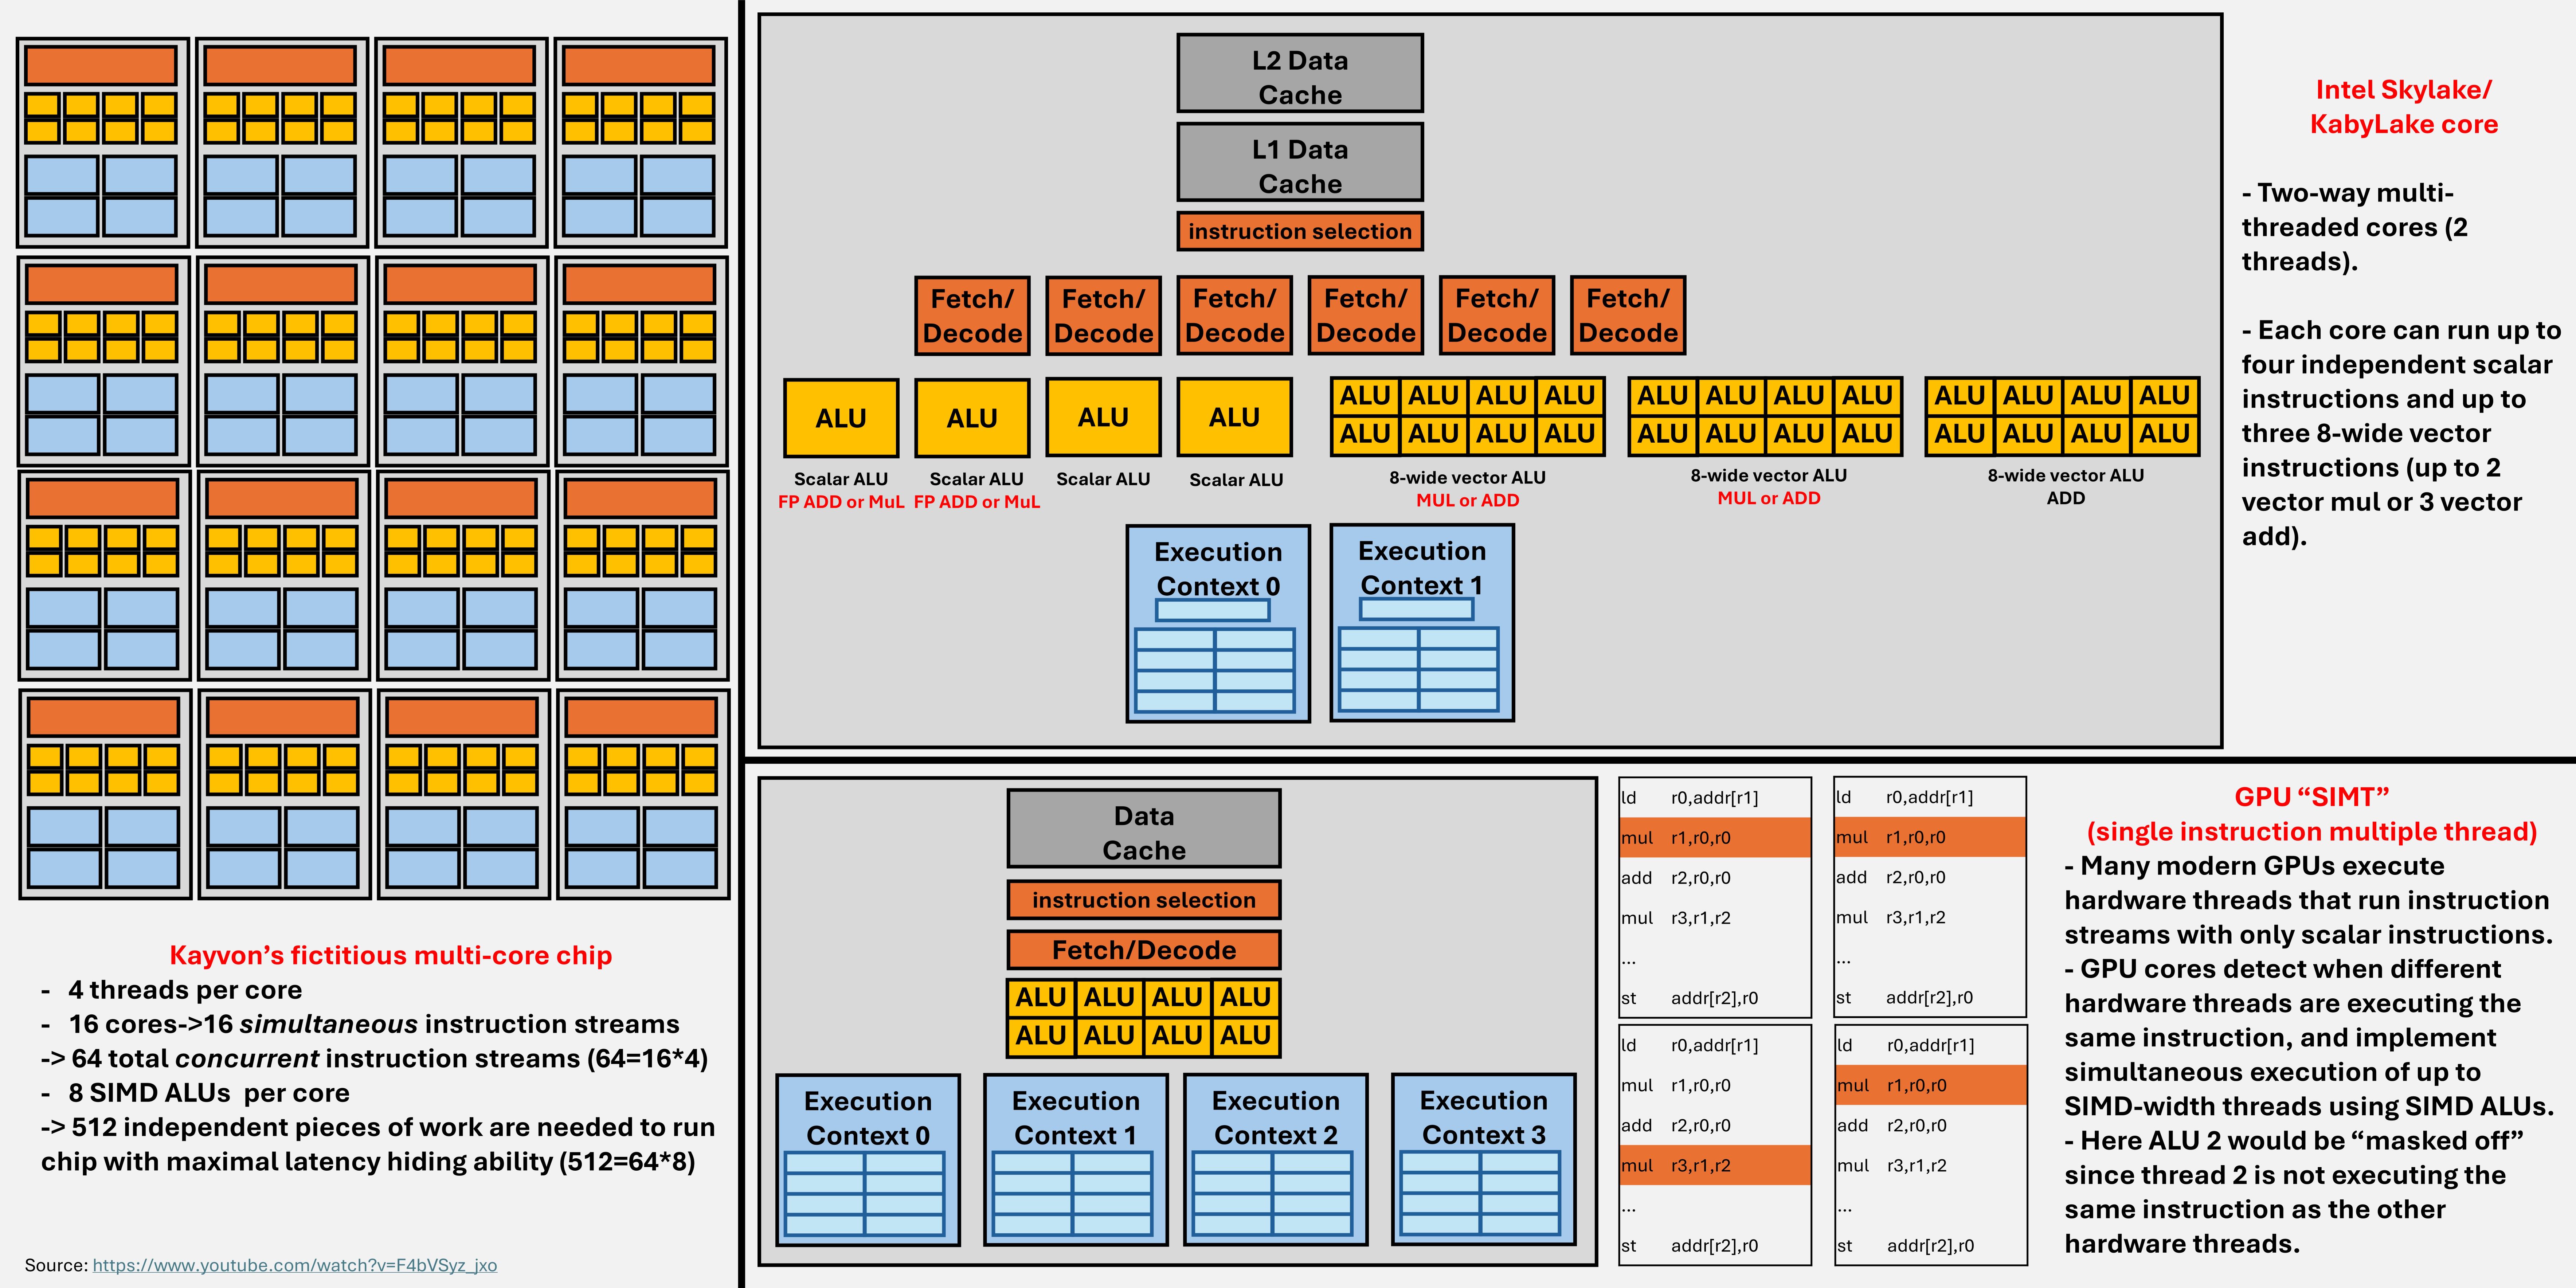 Kayvon’s fictitious multi-core chip
- 4 threads per core
- 16 cores->16 simultaneous instruction streams
-> 64 total concurrent instruction streams (64=16*4)
- 8 SIMD ALUs per core
-> 512 independent pieces of work are needed to run
chip with maximal latency hiding ability (512=64*8)
Source: https://www.youtube.com/watch?v=F4bVSyz_jxo
L2 Data
Cache
L1 Data
Cache
instruction selection
Fetch/
Decode
Fetch/
Decode
Fetch/
Decode
Fetch/
Decode
Fetch/
Decode
Fetch/
Decode
ALU
ALU
ALU
ALU
ALU ALU ALU ALU
ALU ALU ALU ALU
ALU ALU ALU ALU
ALU ALU ALU ALU
ALU ALU ALU ALU
ALU ALU ALU ALU
Scalar ALU
FP ADD or MuL
Scalar ALU
FP ADD or MuL
Scalar ALU
Scalar ALU
8-wide vector ALU
MUL or ADD
8-wide vector ALU
MUL or ADD
8-wide vector ALU
ADD
Execution
Context 0
Execution
Context 1
Intel Skylake/
KabyLake core
- Two-way multi-
threaded cores (2
threads).
- Each core can run up to
four independent scalar
instructions and up to
three 8-wide vector
instructions (up to 2
vector mul or 3 vector
add).
Data
Cache
instruction selection
Fetch/Decode
ALU ALU ALU ALU
ALU ALU ALU ALU
Execution
Context 0
Execution
Context 1
Execution
Context 2
Execution
Context 3
ld r0,addr[r1]
mul r1,r0,r0
add r2,r0,r0
mul r3,r1,r2
...
st addr[r2],r0
ld r0,addr[r1]
mul r1,r0,r0
add r2,r0,r0
mul r3,r1,r2
...
st addr[r2],r0
ld r0,addr[r1]
mul r1,r0,r0
add r2,r0,r0
mul r3,r1,r2
...
st addr[r2],r0
ld r0,addr[r1]
mul r1,r0,r0
add r2,r0,r0
mul r3,r1,r2
...
st addr[r2],r0
GPU “SIMT”
(single instruction multiple thread)
- Many modern GPUs execute
hardware threads that run instruction
streams with only scalar instructions.
- GPU cores detect when different
hardware threads are executing the
same instruction, and implement
simultaneous execution of up to
SIMD-width threads using SIMD ALUs.
- Here ALU 2 would be “masked off”
since thread 2 is not executing the
same instruction as the other
hardware threads.